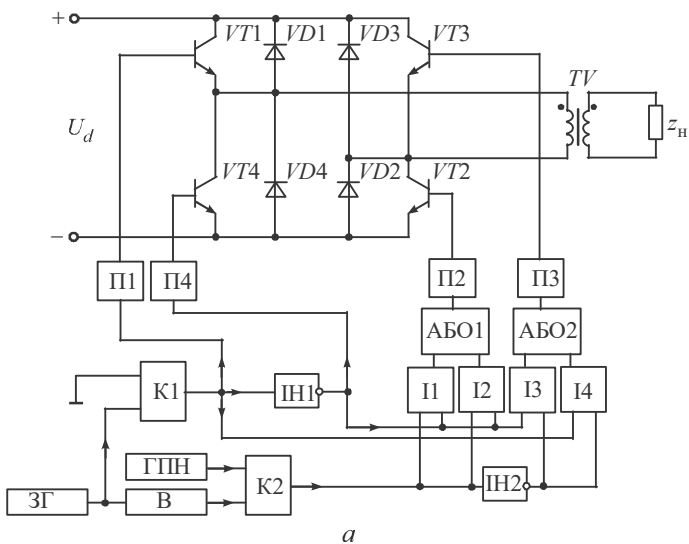 +
VT1 VD1 VD3 VT3
TV
U_d
z_н
VT4 VD4 VD2 VT2
−
П1 П4 П2 П3
АБО1 АБО2
К1 ІН1 І1 І2 І3 І4
ГПН
К2 ІН2
ЗГ В
а